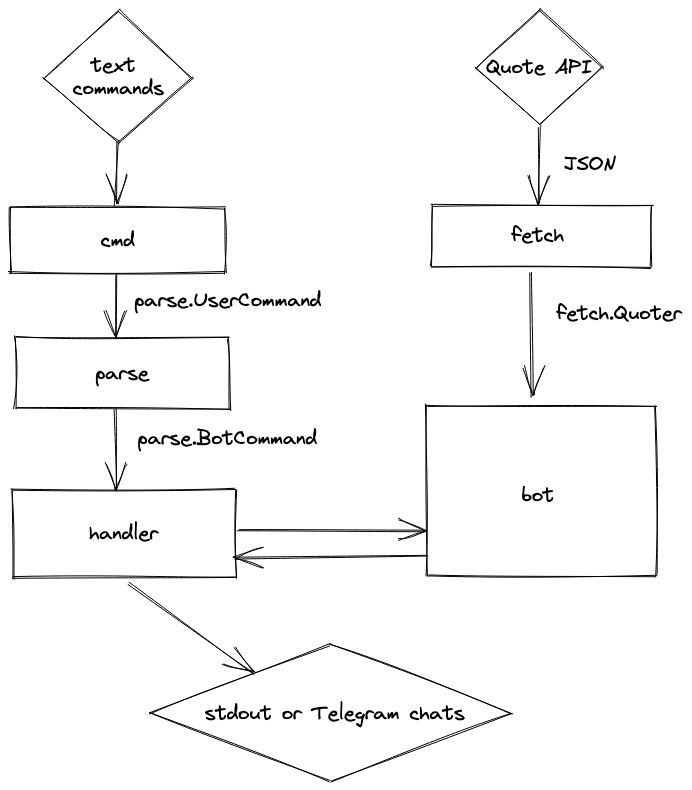 text
commands
Quote API
JSON
cmd
fetch
parse.UserCommand
fetch.Quoter
parse
parse.BotCommand
bot
handler
stdout or Telegram chats